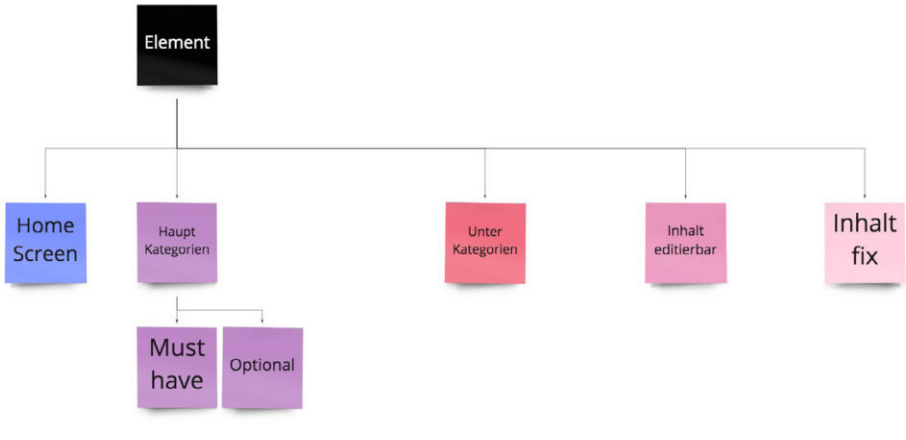 Element
Home
Screen
Haupt
Kategorien
Unter
Kategorien
Inhalt
editierbar
Inhalt
fix
Must
have
Optional